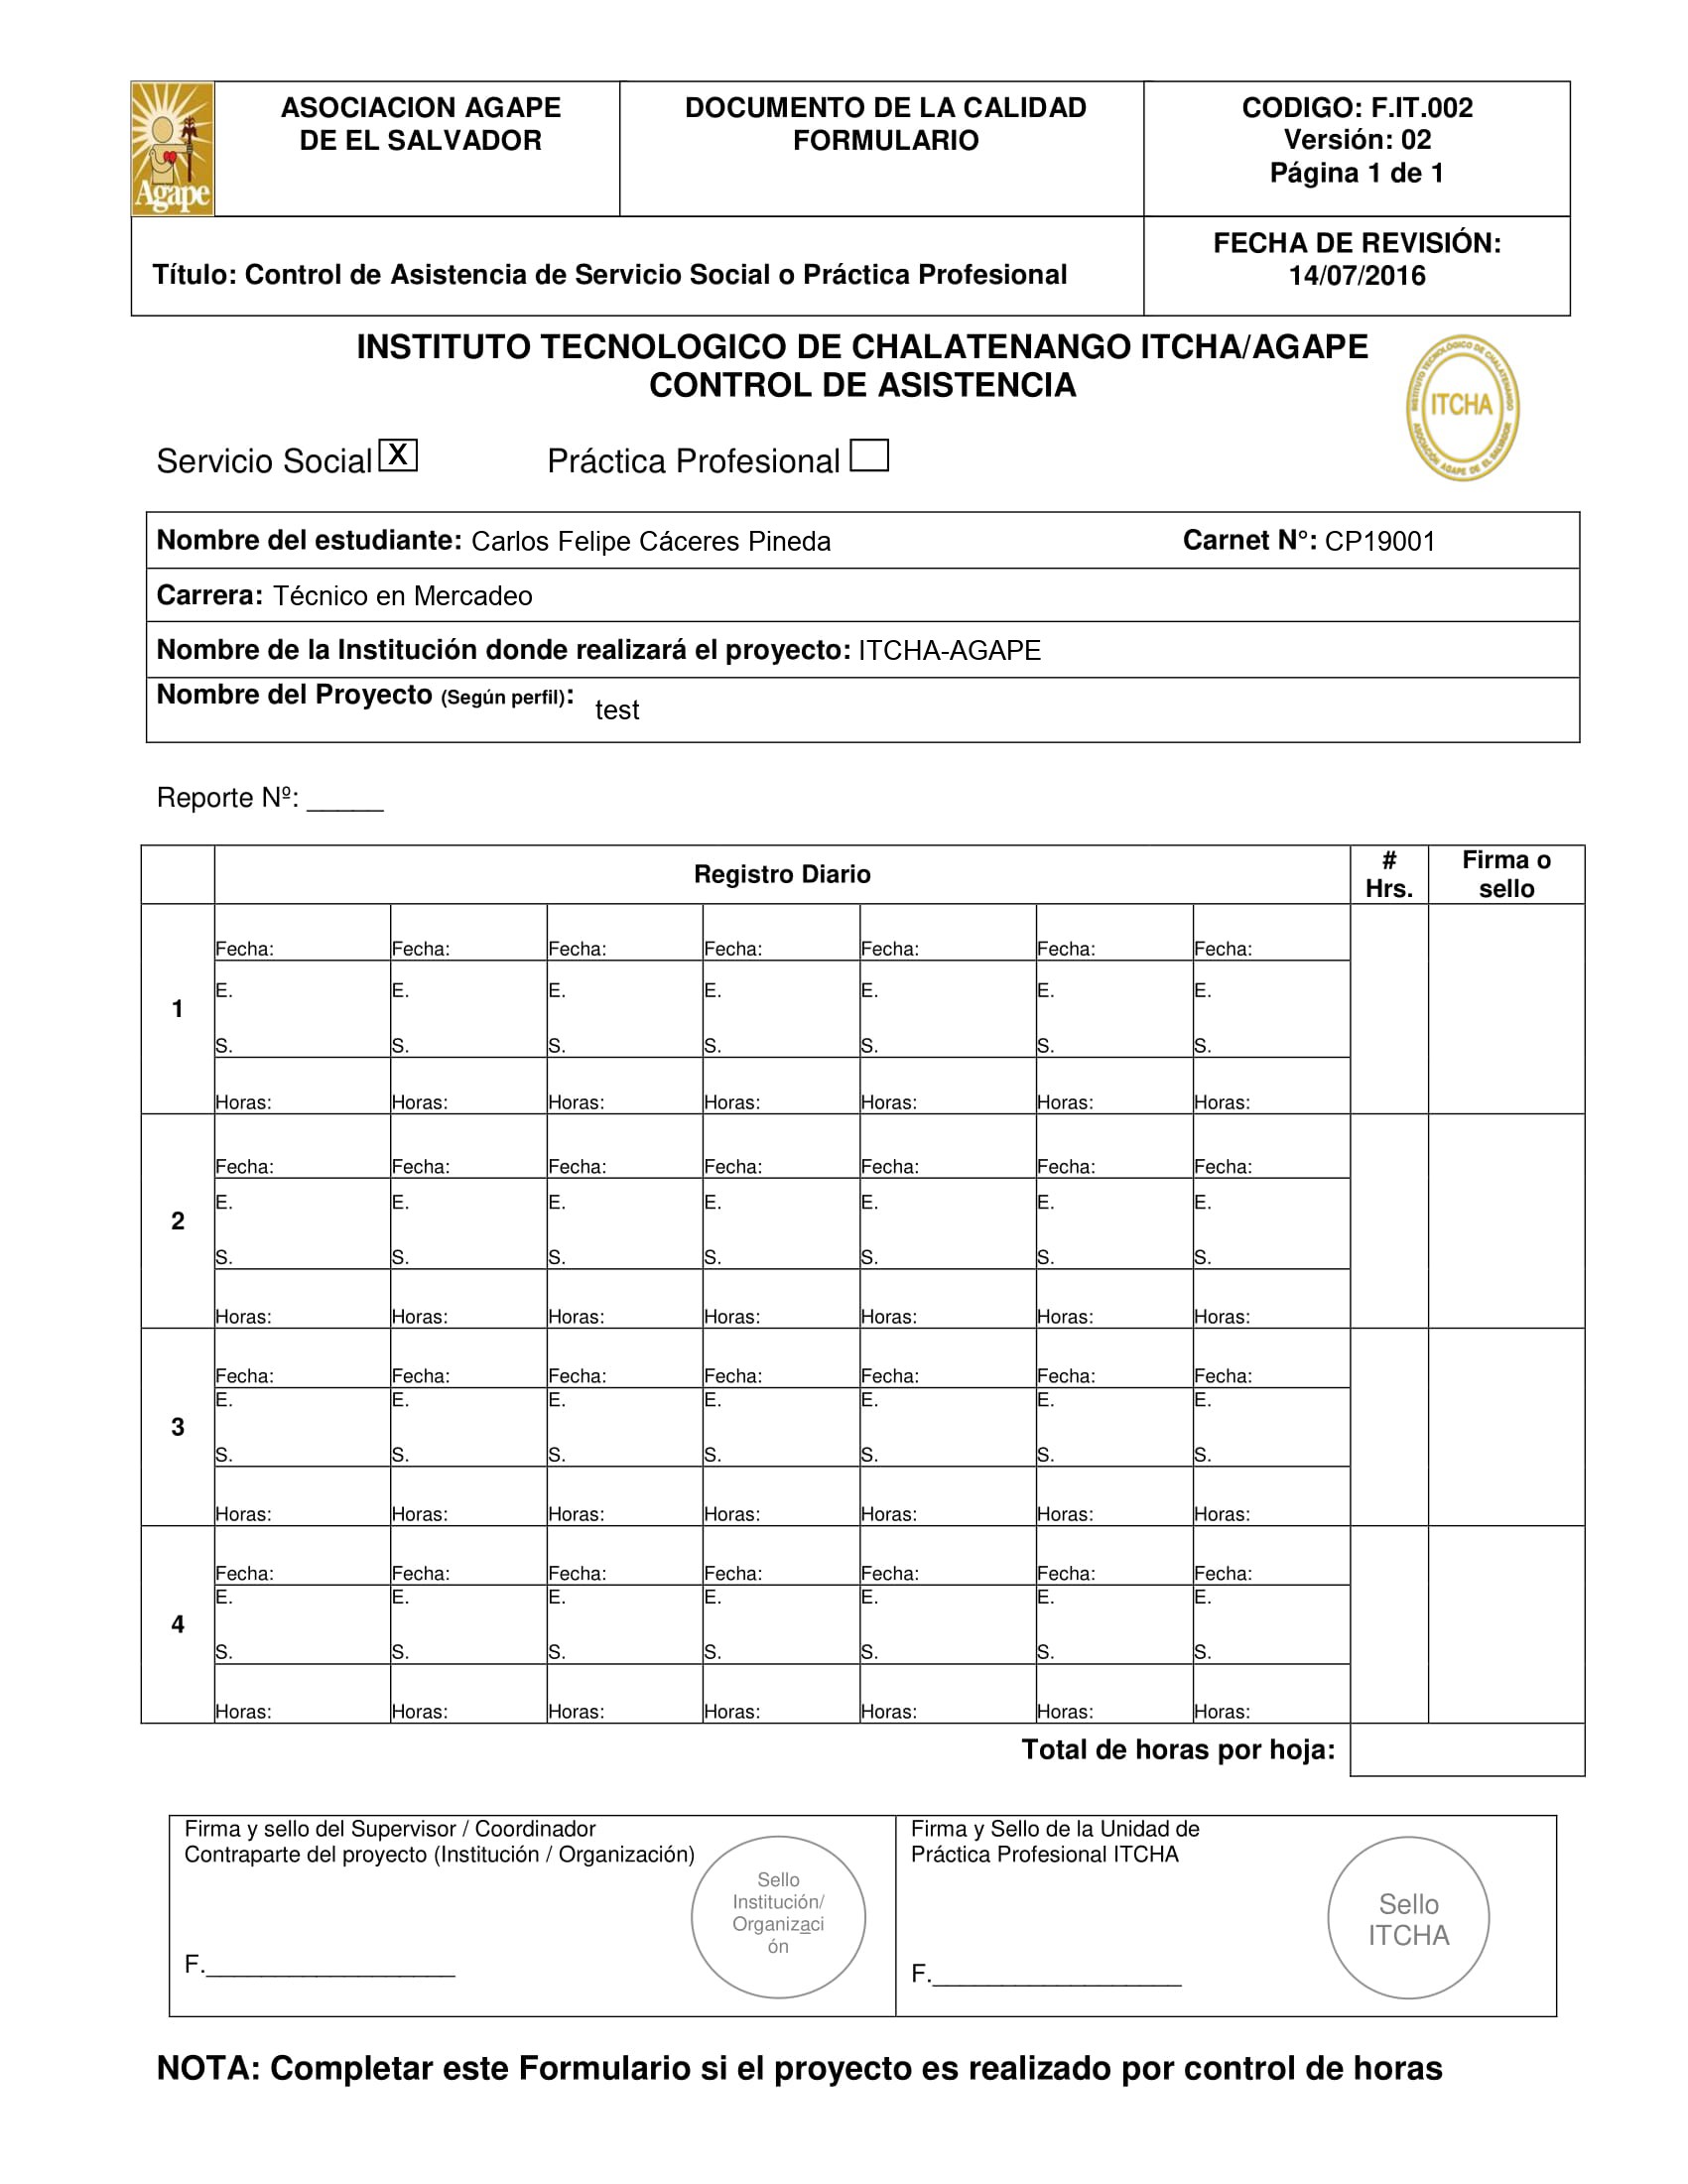 Agape
ASOCIACION AGAPE
DE EL SALVADOR
DOCUMENTO DE LA CALIDAD
FORMULARIO
CODIGO: F.IT.002
Versión: 02
Página 1 de 1
Título: Control de Asistencia de Servicio Social o Práctica Profesional
FECHA DE REVISIÓN:
14/07/2016
INSTITUTO TECNOLOGICO DE CHALATENANGO ITCHA/AGAPE
CONTROL DE ASISTENCIA
INSTITUTO TECNOLÓGICO DE CHALATENANGO
ITCHA
ASOCIACIÓN AGAPE DE EL SALVADOR
Servicio Social X Práctica Profesional
Nombre del estudiante: Carlos Felipe Cáceres Pineda Carnet N°: CP19001
Carrera: Técnico en Mercadeo
Nombre de la Institución donde realizará el proyecto: ITCHA-AGAPE
Nombre del Proyecto (Según perfil): test
Reporte Nº: _____
Registro Diario # Hrs. Firma o sello
Fecha: Fecha: Fecha: Fecha: Fecha: Fecha: Fecha:
E. E. E. E. E. E. E.
1
S. S. S. S. S. S. S.
Horas: Horas: Horas: Horas: Horas: Horas: Horas:
Fecha: Fecha: Fecha: Fecha: Fecha: Fecha: Fecha:
E. E. E. E. E. E. E.
2
S. S. S. S. S. S. S.
Horas: Horas: Horas: Horas: Horas: Horas: Horas:
Fecha: Fecha: Fecha: Fecha: Fecha: Fecha: Fecha:
E. E. E. E. E. E. E.
3
S. S. S. S. S. S. S.
Horas: Horas: Horas: Horas: Horas: Horas: Horas:
Fecha: Fecha: Fecha: Fecha: Fecha: Fecha: Fecha:
E. E. E. E. E. E. E.
4
S. S. S. S. S. S. S.
Horas: Horas: Horas: Horas: Horas: Horas: Horas:
Total de horas por hoja:
Firma y sello del Supervisor / Coordinador
Contraparte del proyecto (Institución / Organización)
Sello
Institución/
Organizaci
ón
F.___________________
Firma y Sello de la Unidad de
Práctica Profesional ITCHA
Sello
ITCHA
F.___________________
NOTA: Completar este Formulario si el proyecto es realizado por control de horas